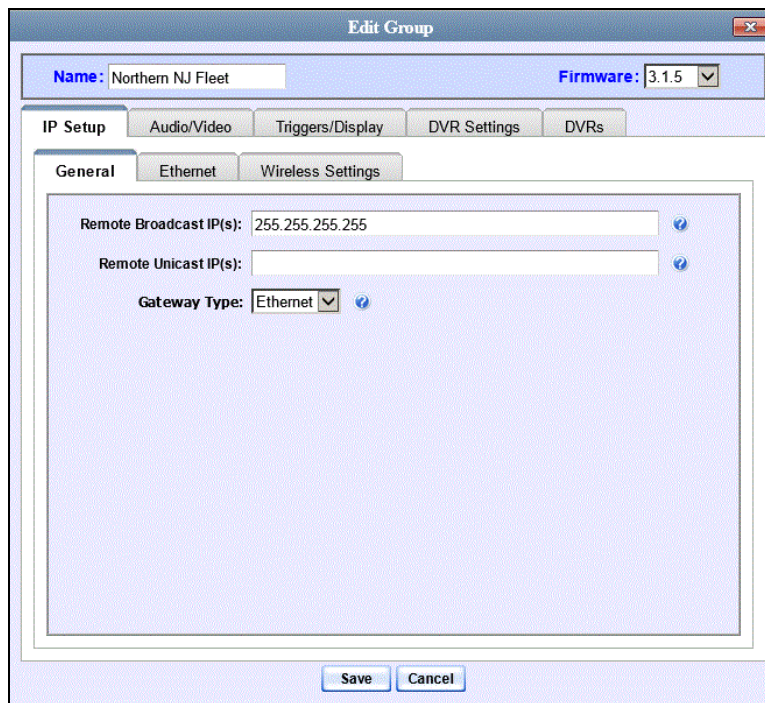 Edit Group
Name: Northern NJ Fleet Firmware: 3.1.5
IP Setup Audio/Video Triggers/Display DVR Settings DVRs
General Ethernet Wireless Settings
Remote Broadcast IP(s): 255.255.255.255 ?
Remote Unicast IP(s): ?
Gateway Type: Ethernet ?
Save Cancel